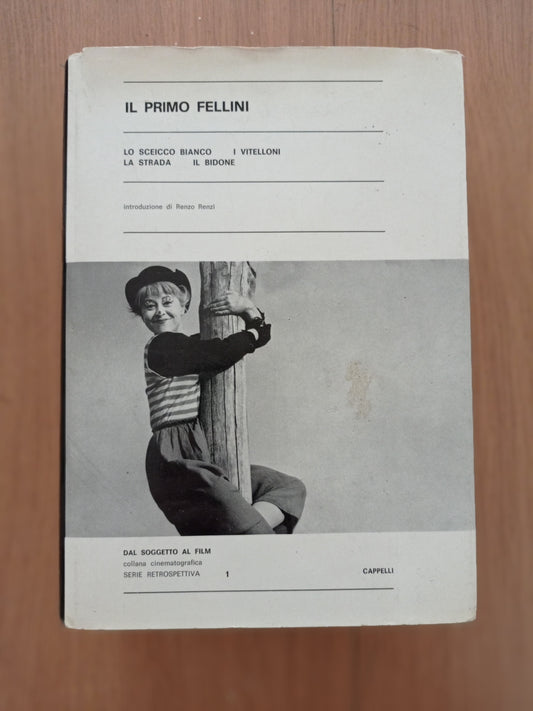 IL PRIMO FELLINI
LO SCEICCO BIANCO I VITELLONI
LA STRADA IL BIDONE
introduzione di Renzo Renzi
DAL SOGGETTO AL FILM
collana cinematografica
SERIE RETROSPETTIVA 1 CAPPELLI